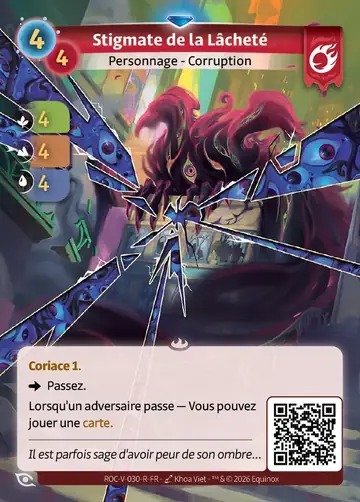 4
4
Stigmate de la Lâcheté
Personnage - Corruption
4
4
4
Coriace 1.
Passez.
Lorsqu'un adversaire passe — Vous pouvez
jouer une carte.
Il est parfois sage d'avoir peur de son ombre...
ROC-V-030-R-FR - Khoa Viet - ™ & © 2026 Equinox